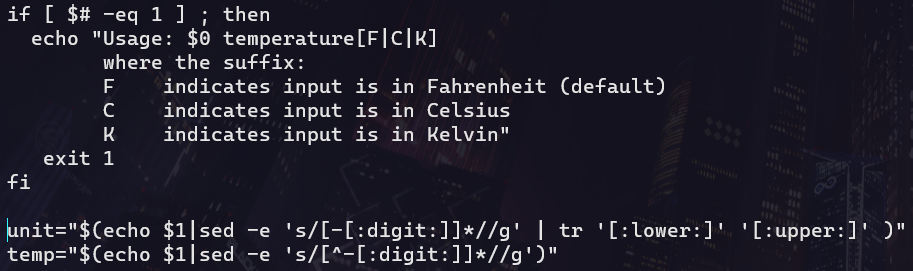 if [ $# -eq 1 ] ; then
  echo "Usage: $0 temperature[F|C|K]
        where the suffix:
        F    indicates input is in Fahrenheit (default)
        C    indicates input is in Celsius
        K    indicates input is in Kelvin"
   exit 1
fi

unit="$(echo $1|sed -e 's/[-[:digit:]]*//g' | tr '[:lower:]' '[:upper:]' )"
temp="$(echo $1|sed -e 's/[^-[:digit:]]*//g')"